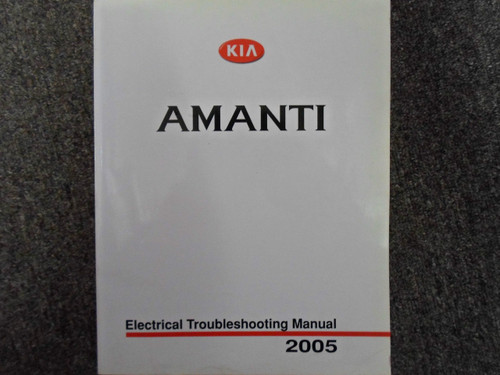 KIA
AMANTI
Electrical Troubleshooting Manual
2005